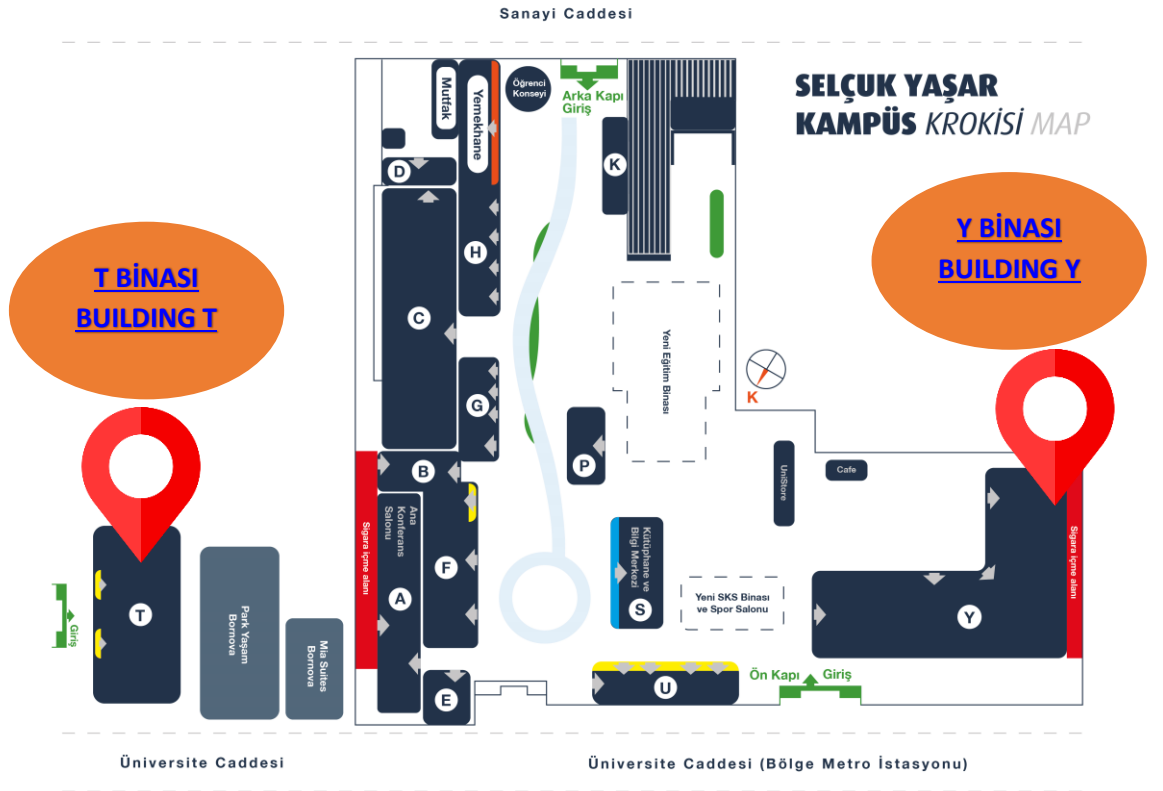 Sanayi Caddesi
SELÇUK YAŞAR
KAMPÜS KROKİSİ MAP
Mutfak
Yemekhane
Öğrenci
Konseyi
Arka Kapı
Giriş
D
K
H
T BİNASI
BUILDING T
Y BİNASI
BUILDING Y
C
Yeni Eğitim Binası
K
G
P
B
UniStore
Cafe
Sigara içme alanı
Ana
Konferans
Salonu
F
A
Kütüphane ve
Bilgi Merkezi
S
Yeni SKS Binası
ve Spor Salonu
Sigara içme alanı
Y
T
Giriş
Park Yaşam
Bornova
Mia Suites
Bornova
E
U
Ön Kapı Giriş
Üniversite Caddesi
Üniversite Caddesi (Bölge Metro İstasyonu)